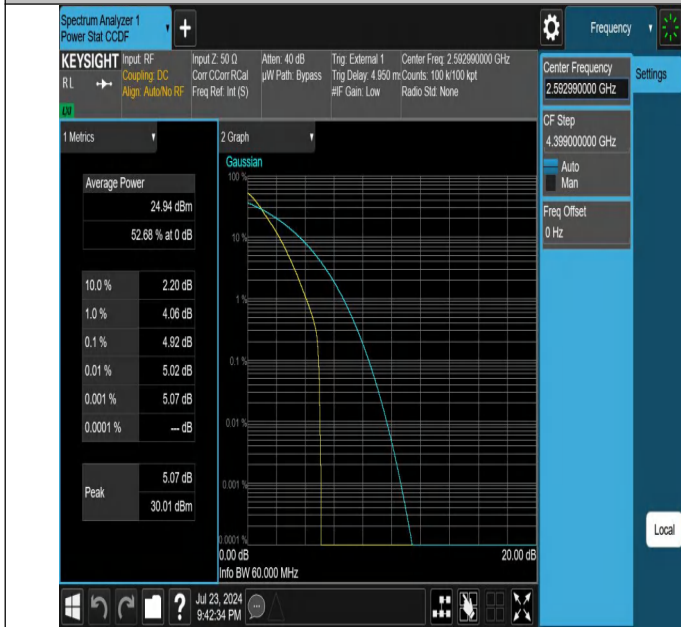 Spectrum Analyzer 1
Power Stat CCDF
Frequency
KEYSIGHT
RL
LXI
Input: RF
Coupling: DC
Align: Auto/No RF
Input Z: 50 Ω
Corr CCorr RCal
Freq Ref: Int (S)
Atten: 40 dB
µW Path: Bypass
Trig: External 1
Trig Delay: 4.950 m
#IF Gain: Low
Center Freq: 2.592990000 GHz
Counts: 100 k/100 kpt
Radio Std: None
Center Frequency
2.592990000 GHz
Settings
CF Step
4.399000000 GHz
Auto
Man
Freq Offset
0 Hz
1 Metrics
Average Power
24.94 dBm
52.68 % at 0 dB
10.0 % 2.20 dB
1.0 % 4.06 dB
0.1 % 4.92 dB
0.01 % 5.02 dB
0.001 % 5.07 dB
0.0001 % --- dB
Peak
5.07 dB
30.01 dBm
2 Graph
Gaussian
100 %
10 %
1 %
0.1 %
0.01 %
0.001 %
0.0001 %
0.00 dB
20.00 dB
Info BW 60.000 MHz
Local
?
Jul 23, 2024
9:42:34 PM